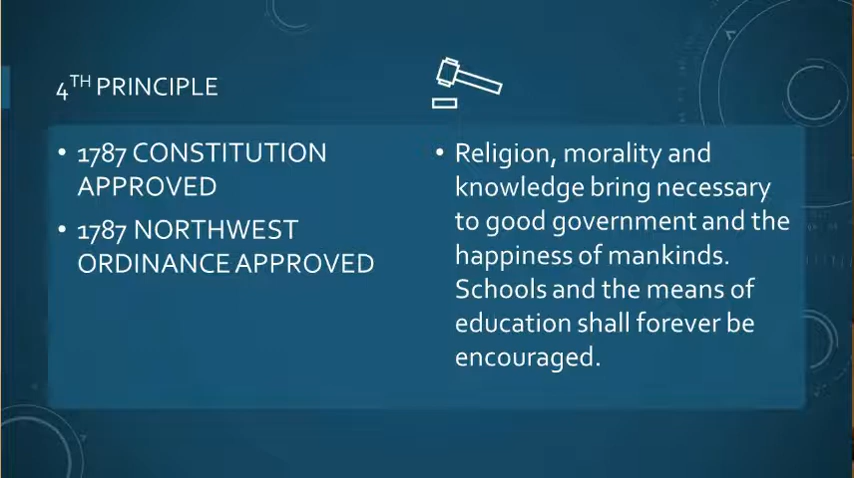 4TH PRINCIPLE
• 1787 CONSTITUTION
APPROVED
• 1787 NORTHWEST
ORDINANCE APPROVED
• Religion, morality and
knowledge bring necessary
to good government and the
happiness of mankinds.
Schools and the means of
education shall forever be
encouraged.